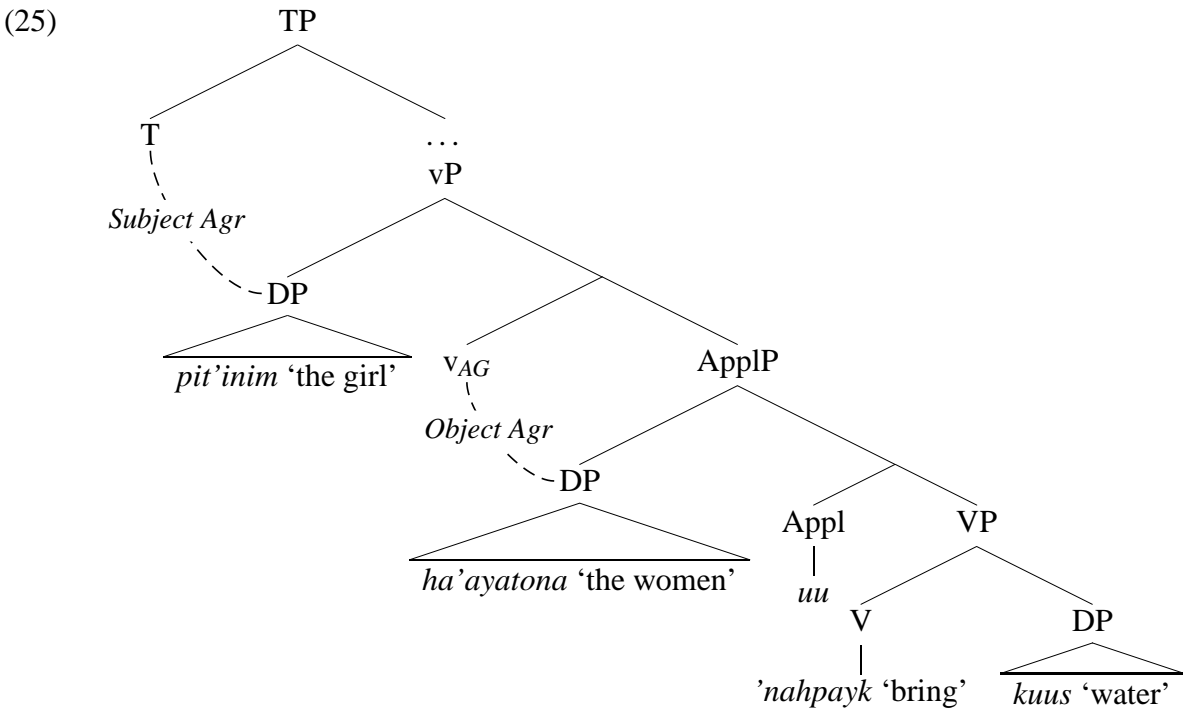 (25) TP
T ...
vP
Subject Agr
DP
pit'inim ‘the girl’ v_AG ApplP
Object Agr
DP
ha'ayatona ‘the women’ Appl VP
uu
V DP
’nahpayk ‘bring’ kuus ‘water’